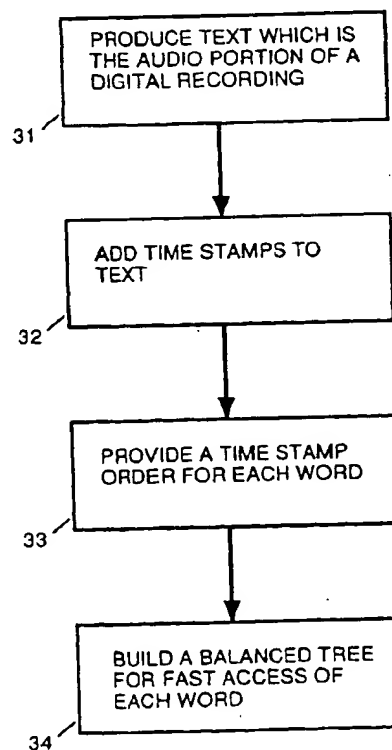 PRODUCE TEXT WHICH IS
THE AUDIO PORTION OF A
DIGITAL RECORDING
31
ADD TIME STAMPS TO
TEXT
32
PROVIDE A TIME STAMP
ORDER FOR EACH WORD
33
BUILD A BALANCED TREE
FOR FAST ACCESS OF
EACH WORD
34